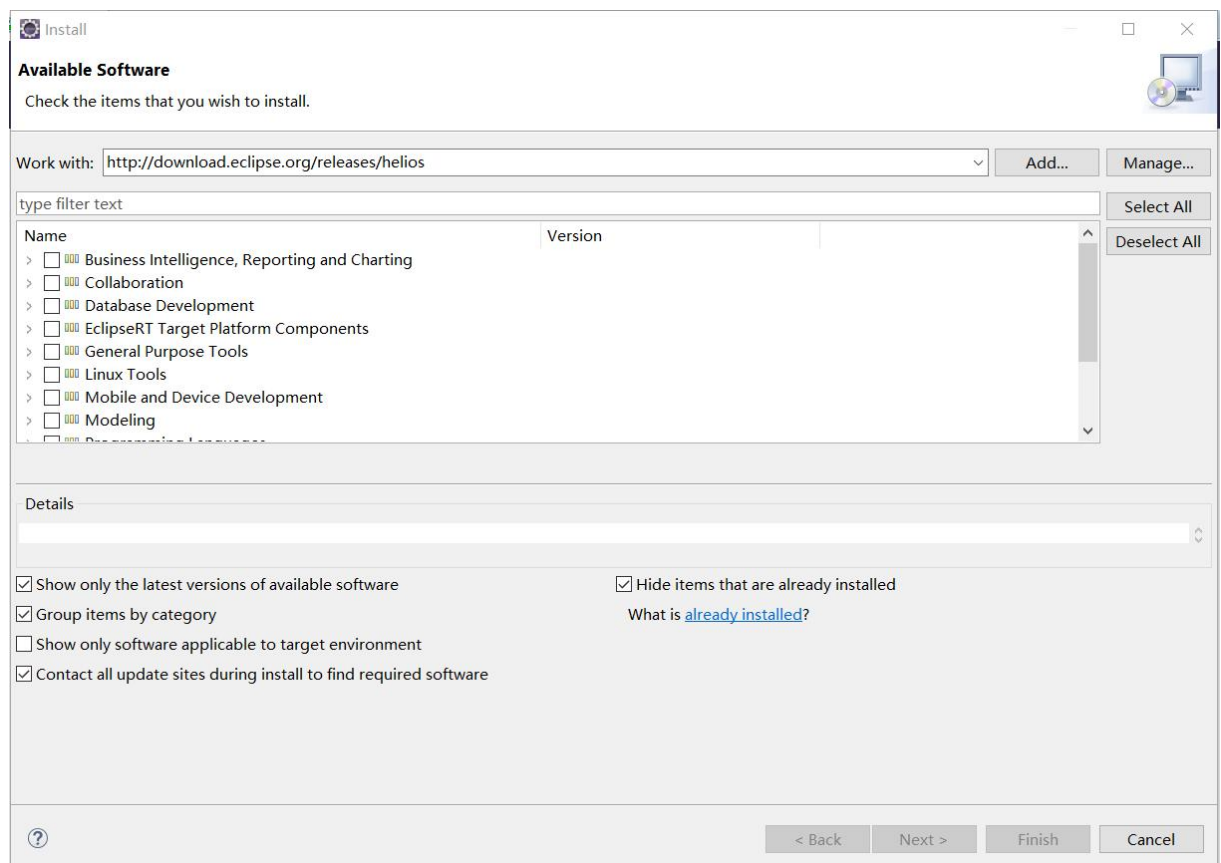 Install
Available Software
Check the items that you wish to install.
Work with: http://download.eclipse.org/releases/helios Add... Manage...
type filter text Select All
Name Version Deselect All
Business Intelligence, Reporting and Charting
Collaboration
Database Development
EclipseRT Target Platform Components
General Purpose Tools
Linux Tools
Mobile and Device Development
Modeling
Programming Languages
Details
Show only the latest versions of available software Hide items that are already installed
Group items by category What is already installed?
Show only software applicable to target environment
Contact all update sites during install to find required software
? < Back Next > Finish Cancel